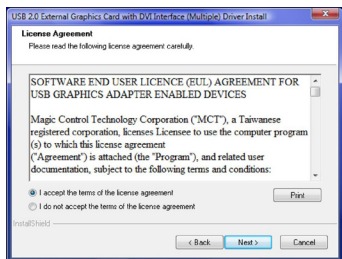 USB 2.0 External Graphics Card with DVI Interface (Multiple) Driver Install
License Agreement
Please read the following license agreement carefully.
SOFTWARE END USER LICENCE (EUL) AGREEMENT FOR
USB GRAPHICS ADAPTER ENABLED DEVICES
Magic Control Technology Corporation ("MCT"), a Taiwanese
registered corporation, licenses Licensee to use the computer program
(s) to which this license agreement
("Agreement") is attached (the "Program"), and related user
documentation, subject to the following terms and conditions:
I accept the terms of the license agreement
Print
I do not accept the terms of the license agreement
InstallShield
< Back
Next >
Cancel